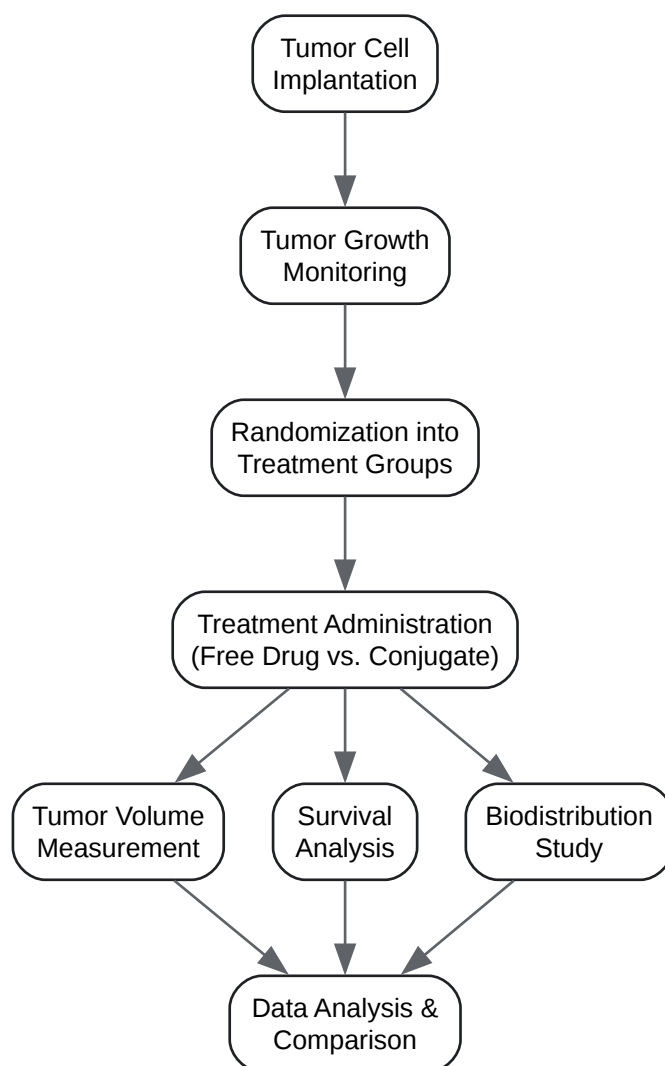 Tumor Cell
Implantation
Tumor Growth
Monitoring
Randomization into
Treatment Groups
Treatment Administration
(Free Drug vs. Conjugate)
Tumor Volume
Measurement
Survival
Analysis
Biodistribution
Study
Data Analysis &
Comparison